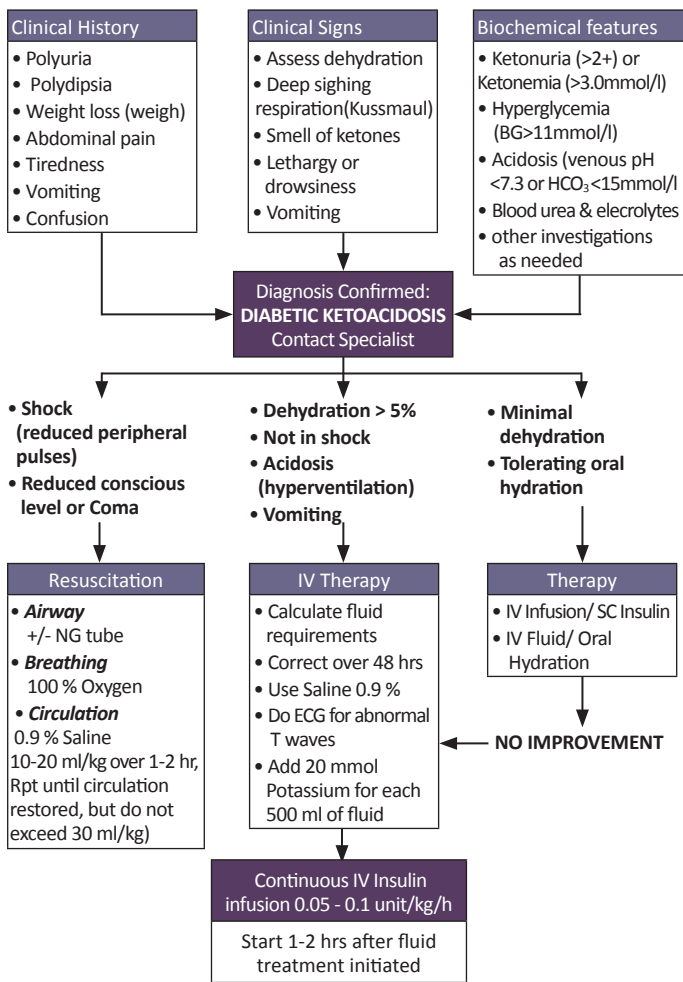 Clinical History
• Polyuria
• Polydipsia
• Weight loss (weigh)
• Abdominal pain
• Tiredness
• Vomiting
• Confusion
Clinical Signs
• Assess dehydration
• Deep sighing
respiration(Kussmaul)
• Smell of ketones
• Lethargy or
drowsiness
• Vomiting
Biochemical features
• Ketonuria (>2+) or
Ketonemia (>3.0mmol/l)
• Hyperglycemia
(BG>11mmol/l)
• Acidosis (venous pH
<7.3 or HCO₃<15mmol/l
• Blood urea & elecrolytes
• other investigations
as needed
Diagnosis Confirmed:
DIABETIC KETOACIDOSIS
Contact Specialist
• Shock
(reduced peripheral
pulses)
• Reduced conscious
level or Coma
• Dehydration > 5%
• Not in shock
• Acidosis
(hyperventilation)
• Vomiting
• Minimal
dehydration
• Tolerating oral
hydration
Resuscitation
• Airway
+/- NG tube
• Breathing
100 % Oxygen
• Circulation
0.9 % Saline
10-20 ml/kg over 1-2 hr,
Rpt until circulation
restored, but do not
exceed 30 ml/kg)
IV Therapy
• Calculate fluid
requirements
• Correct over 48 hrs
• Use Saline 0.9 %
• Do ECG for abnormal
T waves
• Add 20 mmol
Potassium for each
500 ml of fluid
Therapy
• IV Infusion/ SC Insulin
• IV Fluid/ Oral
Hydration
NO IMPROVEMENT
Continuous IV Insulin
infusion 0.05 - 0.1 unit/kg/h
Start 1-2 hrs after fluid
treatment initiated